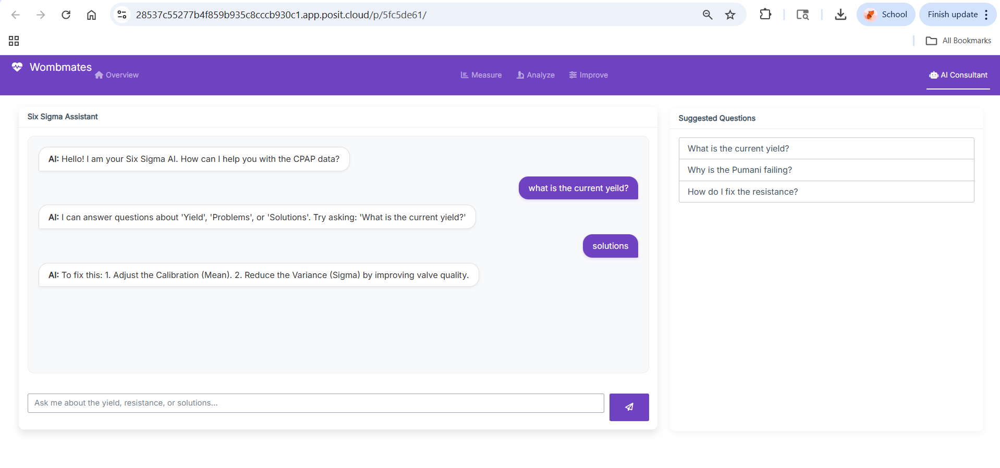 28537c55277b4f859b935c8cccb930c1.app.posit.cloud/p/5fc5de61/
School
Finish update
All Bookmarks
Wombmates
Overview
Measure
Analyze
Improve
AI Consultant
Six Sigma Assistant
AI: Hello! I am your Six Sigma AI. How can I help you with the CPAP data?
what is the current yeild?
AI: I can answer questions about 'Yield', 'Problems', or 'Solutions'. Try asking: 'What is the current yield?'
solutions
AI: To fix this: 1. Adjust the Calibration (Mean). 2. Reduce the Variance (Sigma) by improving valve quality.
Ask me about the yield, resistance, or solutions...
Suggested Questions
What is the current yield?
Why is the Pumani failing?
How do I fix the resistance?